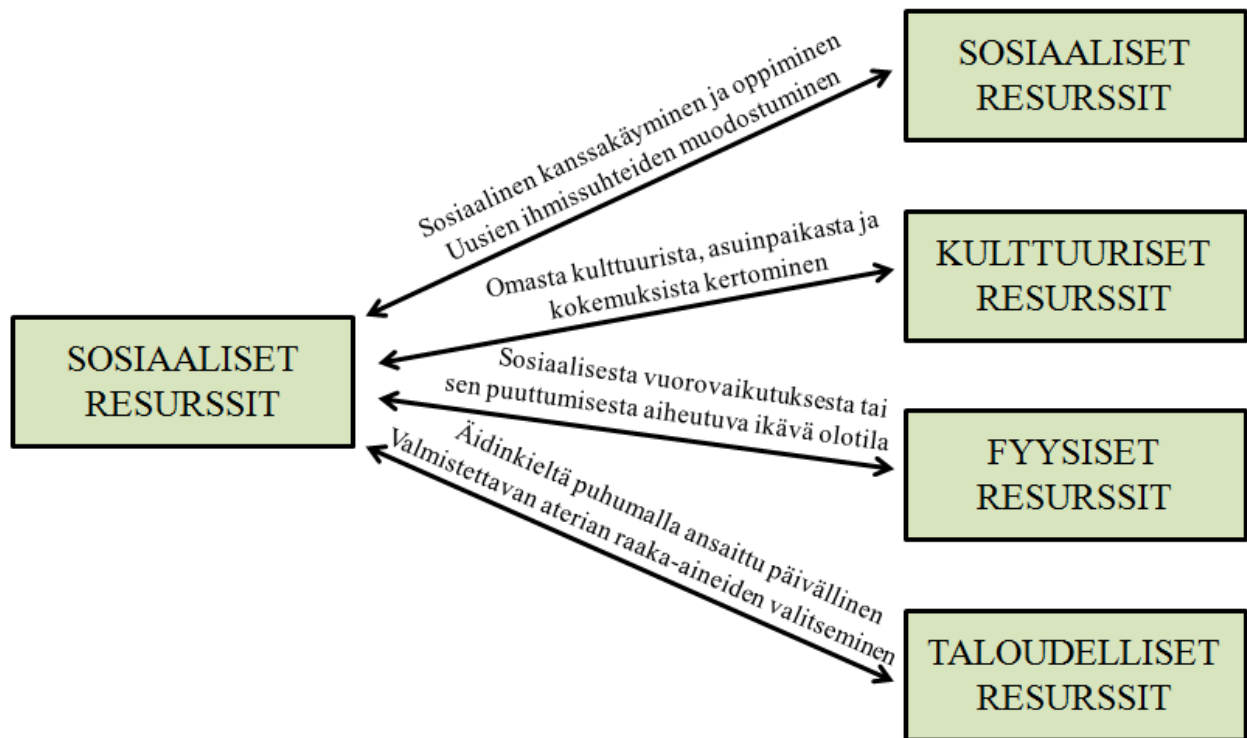 SOSIAALISET
RESURSSIT
Sosiaalinen kanssakäyminen ja oppiminen
Uusien ihmissuhteiden muodostuminen
SOSIAALISET
RESURSSIT
Omasta kulttuurista, asuinpaikasta ja
kokemuksista kertominen
KULTTUURISET
RESURSSIT
Sosiaalisesta vuorovaikutuksesta tai
sen puuttumisesta aiheutuva ikävä olotila
FYYSISET
RESURSSIT
Äidinkieltä puhumalla ansaittu päivällinen
Valmistettavan aterian raaka-aineiden valitseminen
TALOUDELLISET
RESURSSIT